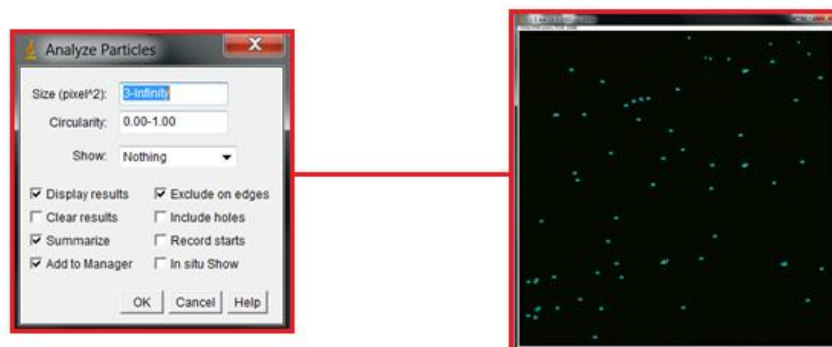 Analyze Particles
Size (pixel^2): 3-Infinity
Circularity: 0.00-1.00
Show: Nothing
Display results Exclude on edges
Clear results Include holes
Summarize Record starts
Add to Manager In situ Show
OK Cancel Help